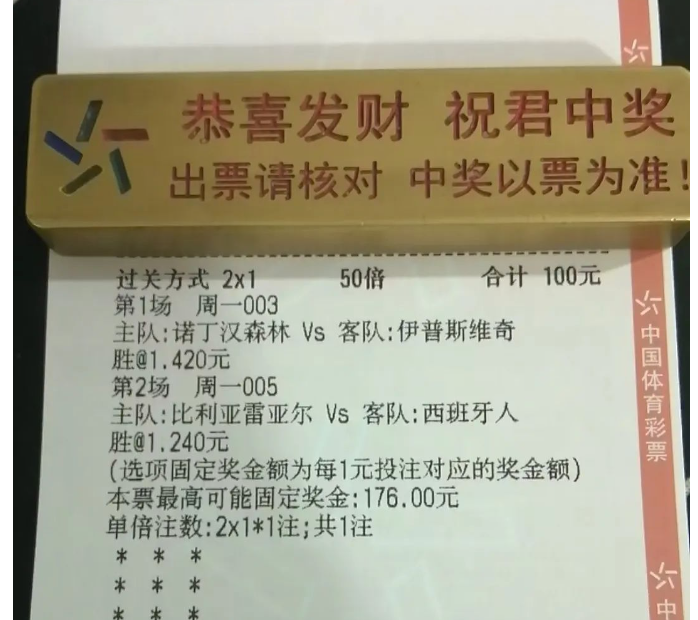 恭喜发财 祝君中奖
出票请核对 中奖以票为准!
过关方式 2x1 50倍 合计 100元
第1场 周一003
主队:诺丁汉森林 Vs 客队:伊普斯维奇
胜@1.420元
第2场 周一005
主队:比利亚雷亚尔 Vs 客队:西班牙人
胜@1.240元
(选项固定奖金额为每1元投注对应的奖金额)
本票最高可能固定奖金:176.00元
单倍注数:2x1*1注;共1注
* * *
* * *
* * *
中国体育彩票
中